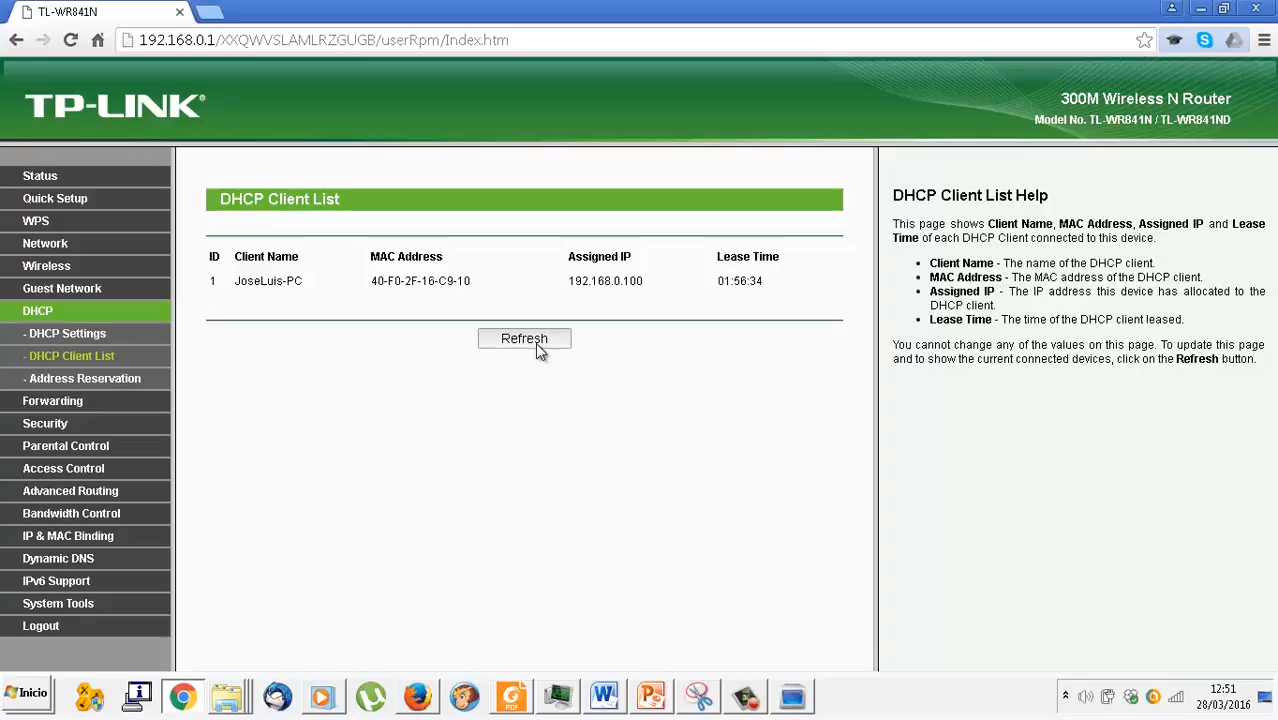 TL-WR841N
192.168.0.1/XXQWVSLAMLRZGUGB/userRpm/Index.htm
TP-LINK®
300M Wireless N Router
Model No. TL-WR841N / TL-WR841ND
Status
Quick Setup
WPS
Network
Wireless
Guest Network
DHCP
- DHCP Settings
- DHCP Client List
- Address Reservation
Forwarding
Security
Parental Control
Access Control
Advanced Routing
Bandwidth Control
IP & MAC Binding
Dynamic DNS
IPv6 Support
System Tools
Logout
DHCP Client List
ID Client Name MAC Address Assigned IP Lease Time
1 JoseLuis-PC 40-F0-2F-16-C9-10 192.168.0.100 01:56:34
Refresh
DHCP Client List Help
This page shows Client Name, MAC Address, Assigned IP and Lease
Time of each DHCP Client connected to this device.
Client Name - The name of the DHCP client.
MAC Address - The MAC address of the DHCP client.
Assigned IP - The IP address this device has allocated to the
DHCP client.
Lease Time - The time of the DHCP client leased.
You cannot change any of the values on this page. To update this page
and to show the current connected devices, click on the Refresh button.
Inicio
PDF
12:51
28/03/2016